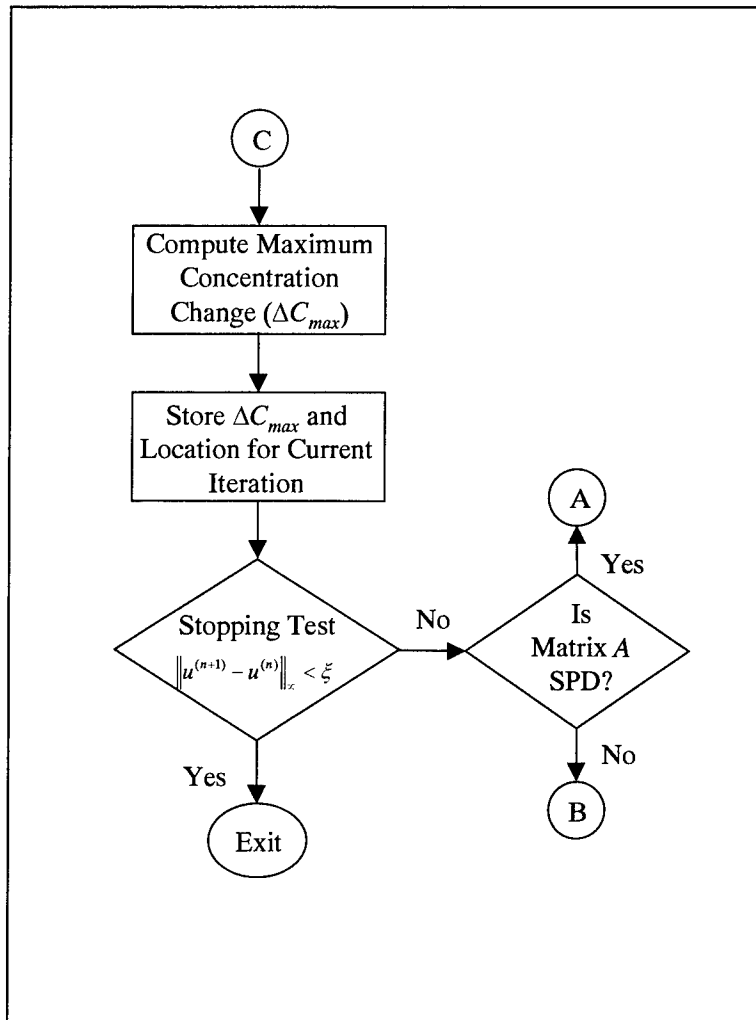 C
Compute Maximum
Concentration
Change (ΔC_max)
Store ΔC_max and
Location for Current
Iteration
Stopping Test
‖u^(n+1) − u^(n)‖_∞ < ξ
No
Yes
Exit
A
Yes
Is
Matrix A
SPD?
No
B